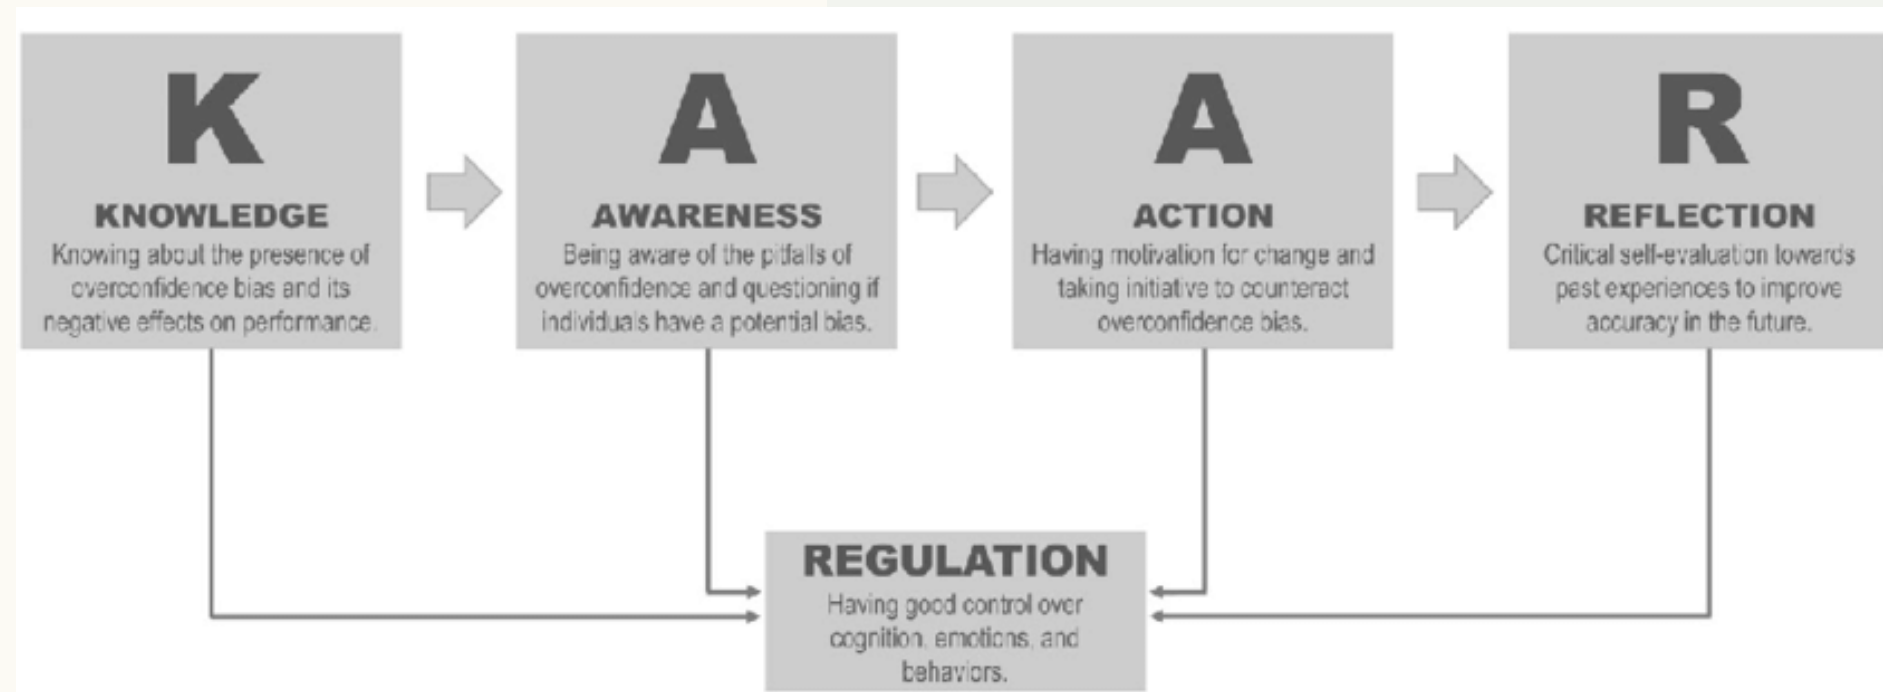 K
KNOWLEDGE
Knowing about the presence of
overconfidence bias and its
negative effects on performance.
A
AWARENESS
Being aware of the pitfalls of
overconfidence and questioning if
individuals have a potential bias.
A
ACTION
Having motivation for change and
taking initiative to counteract
overconfidence bias.
R
REFLECTION
Critical self-evaluation towards
past experiences to improve
accuracy in the future.
REGULATION
Having good control over
cognition, emotions, and
behaviors.